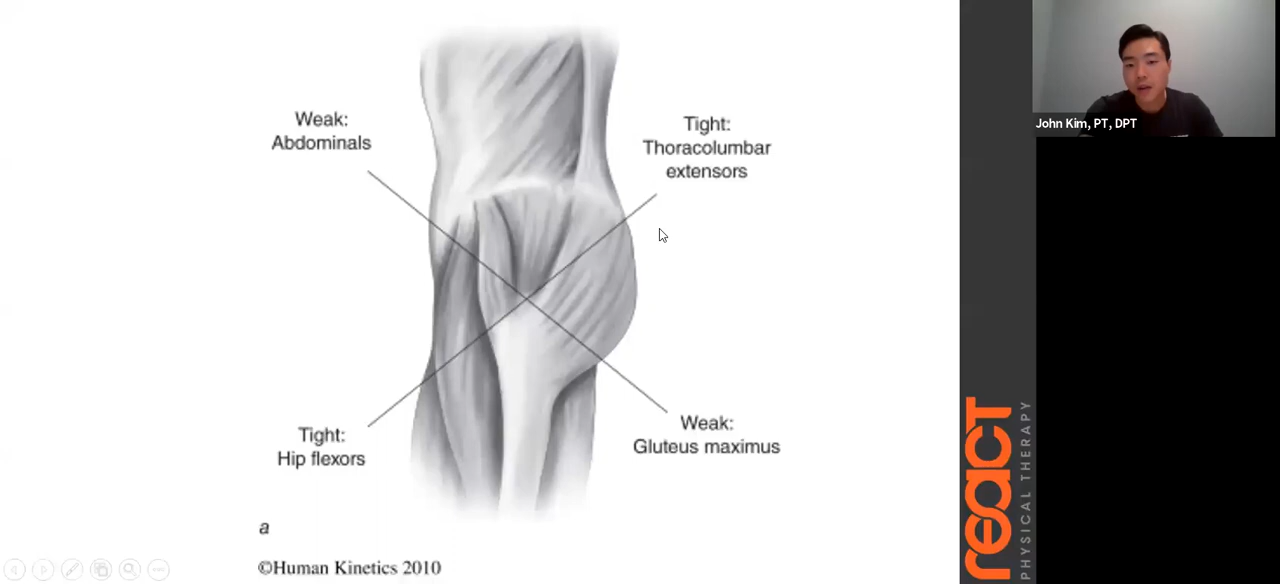 Weak:
Abdominals
Tight:
Thoracolumbar
extensors
Tight:
Hip flexors
Weak:
Gluteus maximus
a
©Human Kinetics 2010
John Kim, PT, DPT
react
PHYSICAL THERAPY